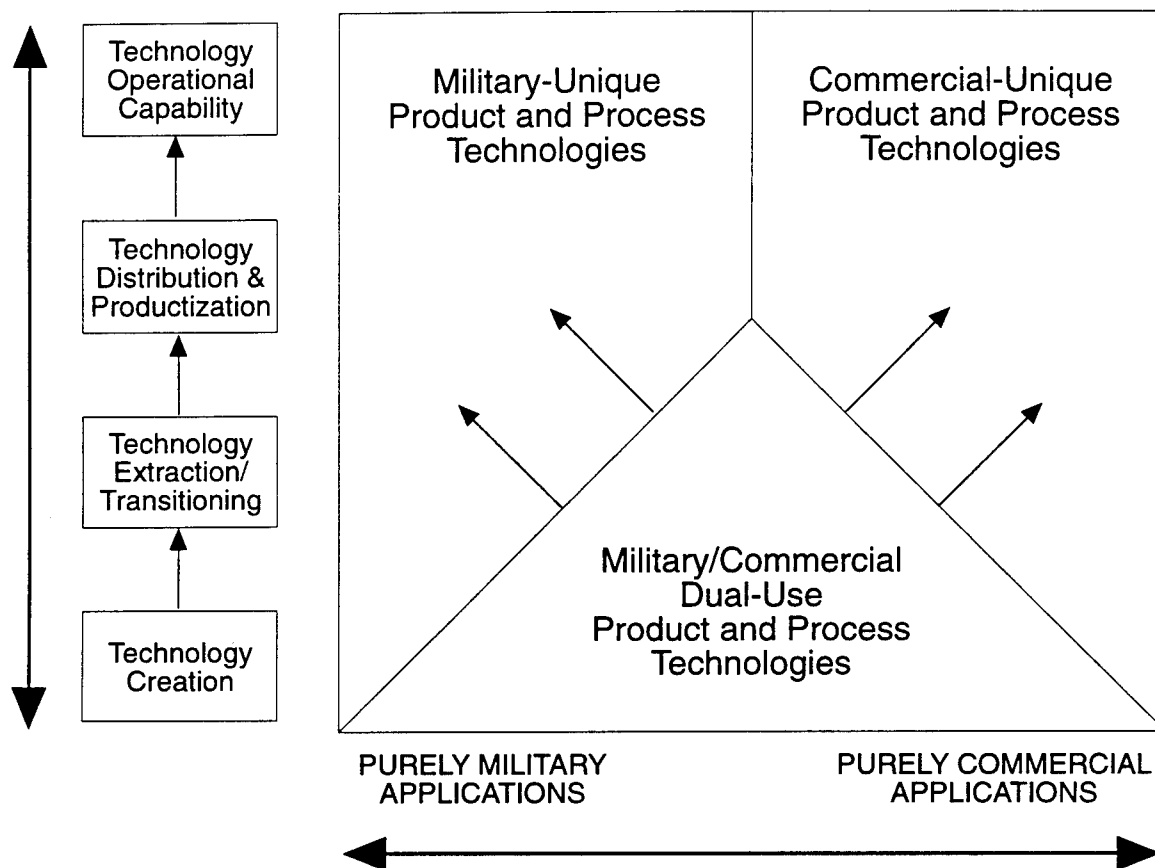 Technology
Operational
Capability
Technology
Distribution &
Productization
Technology
Extraction/
Transitioning
Technology
Creation
Military-Unique
Product and Process
Technologies
Commercial-Unique
Product and Process
Technologies
Military/Commercial
Dual-Use
Product and Process
Technologies
PURELY MILITARY
APPLICATIONS
PURELY COMMERCIAL
APPLICATIONS